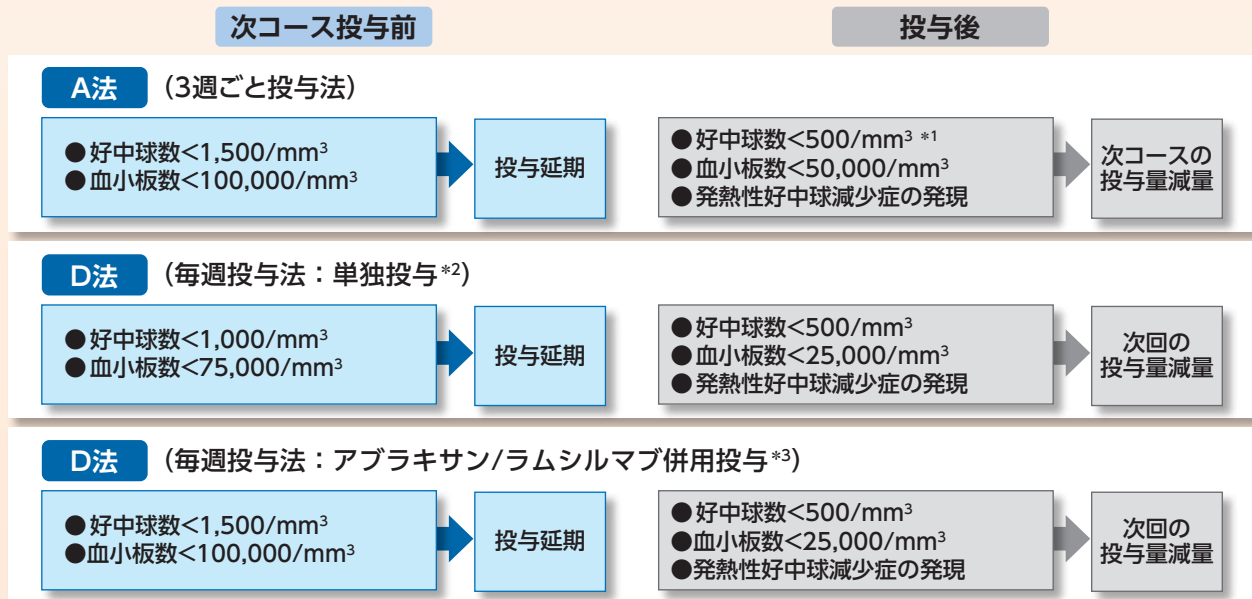 次コース投与前
投与後
A法 (3週ごと投与法)
●好中球数<1,500/mm³
●血小板数<100,000/mm³
投与延期
●好中球数<500/mm³ *1
●血小板数<50,000/mm³
●発熱性好中球減少症の発現
次コースの
投与量減量
D法 (毎週投与法：単独投与*2)
●好中球数<1,000/mm³
●血小板数<75,000/mm³
投与延期
●好中球数<500/mm³
●血小板数<25,000/mm³
●発熱性好中球減少症の発現
次回の
投与量減量
D法 (毎週投与法：アブラキサン/ラムシルマブ併用投与*3)
●好中球数<1,500/mm³
●血小板数<100,000/mm³
投与延期
●好中球数<500/mm³
●血小板数<25,000/mm³
●発熱性好中球減少症の発現
次回の
投与量減量